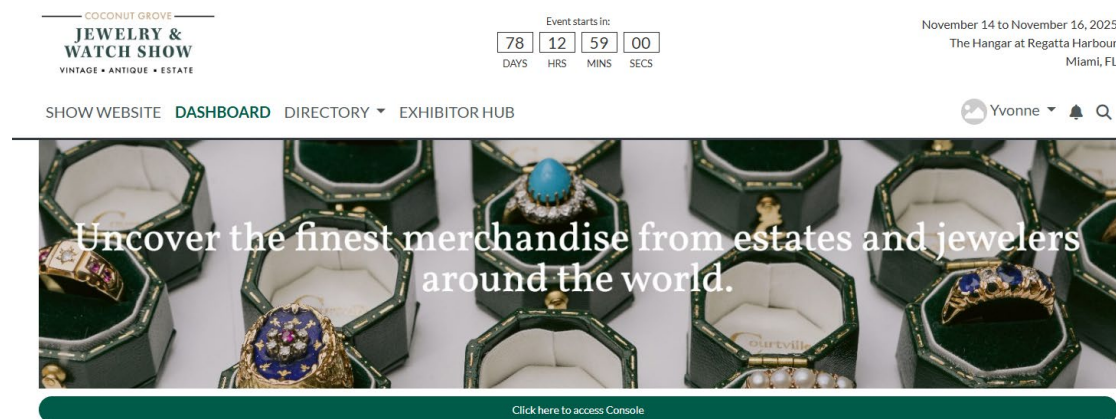 COCONUT GROVE
JEWELRY &
WATCH SHOW
VINTAGE • ANTIQUE • ESTATE
Event starts in:
78 12 59 00
DAYS HRS MINS SECS
November 14 to November 16, 2025
The Hangar at Regatta Harbour
Miami, FL
SHOW WEBSITE DASHBOARD DIRECTORY EXHIBITOR HUB
Yvonne
Uncover the finest merchandise from estates and jewelers
around the world.
Courtville
Click here to access Console